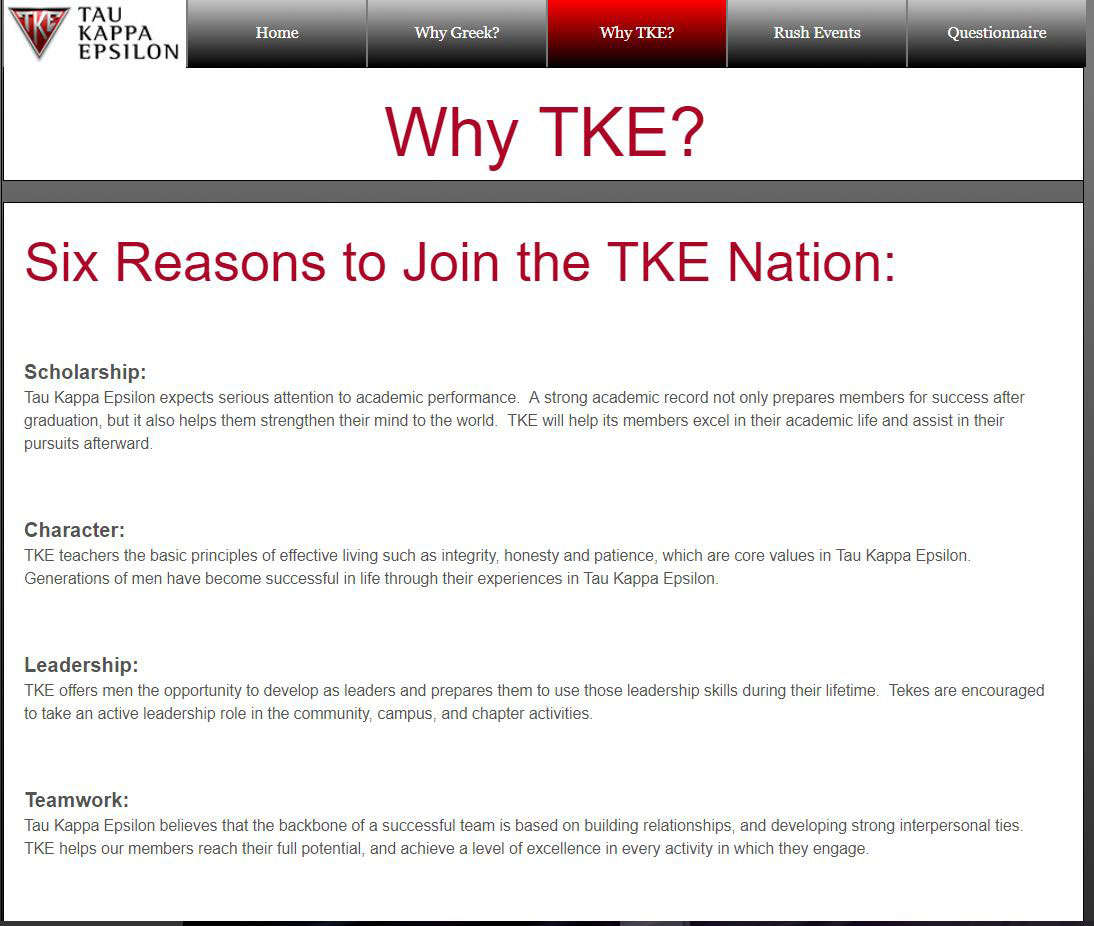 TKE
TAU
KAPPA
EPSILON
Home
Why Greek?
Why TKE?
Rush Events
Questionnaire
Why TKE?
Six Reasons to Join the TKE Nation:
Scholarship:
Tau Kappa Epsilon expects serious attention to academic performance.  A strong academic record not only prepares members for success after
graduation, but it also helps them strengthen their mind to the world.  TKE will help its members excel in their academic life and assist in their
pursuits afterward.
Character:
TKE teachers the basic principles of effective living such as integrity, honesty and patience, which are core values in Tau Kappa Epsilon.
Generations of men have become successful in life through their experiences in Tau Kappa Epsilon.
Leadership:
TKE offers men the opportunity to develop as leaders and prepares them to use those leadership skills during their lifetime.  Tekes are encouraged
to take an active leadership role in the community, campus, and chapter activities.
Teamwork:
Tau Kappa Epsilon believes that the backbone of a successful team is based on building relationships, and developing strong interpersonal ties.
TKE helps our members reach their full potential, and achieve a level of excellence in every activity in which they engage.